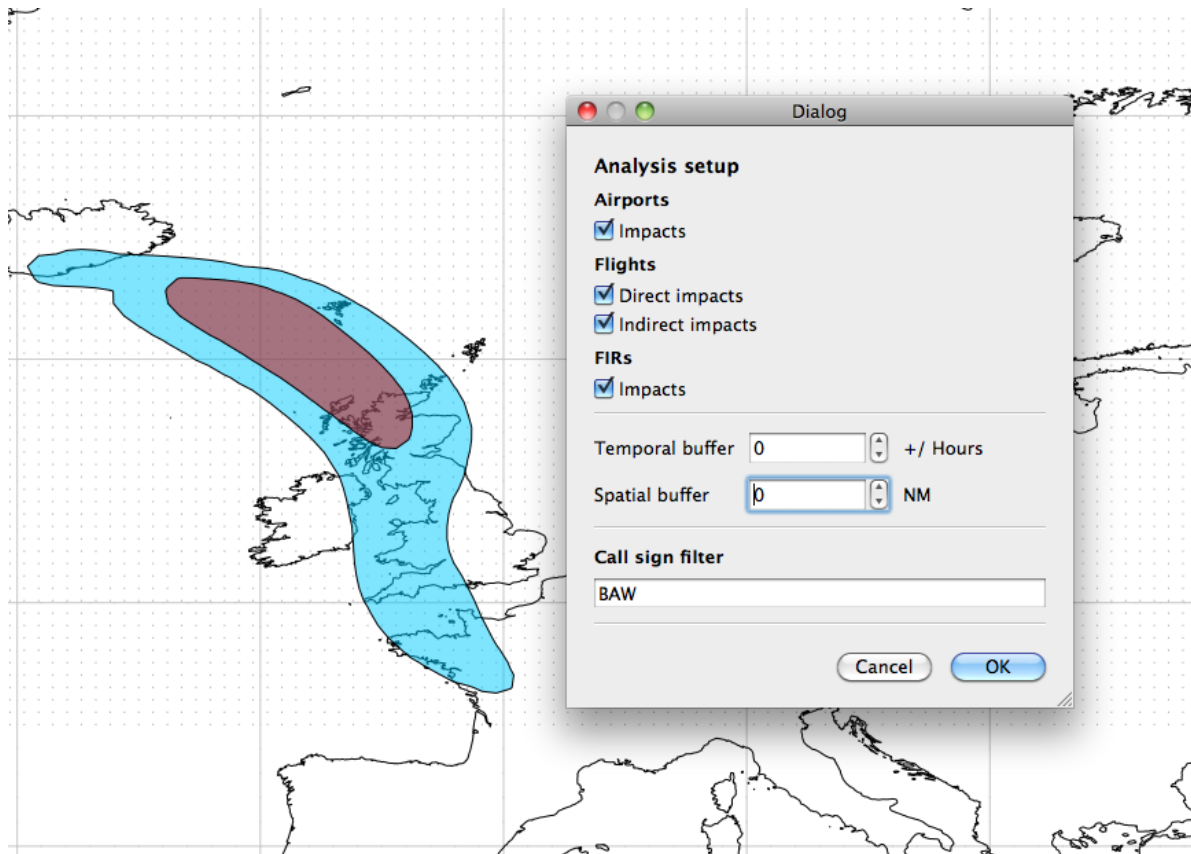 Dialog
Analysis setup
Airports
Impacts
Flights
Direct impacts
Indirect impacts
FIRs
Impacts
Temporal buffer 0 +/ Hours
Spatial buffer 0 NM
Call sign filter
BAW
Cancel OK